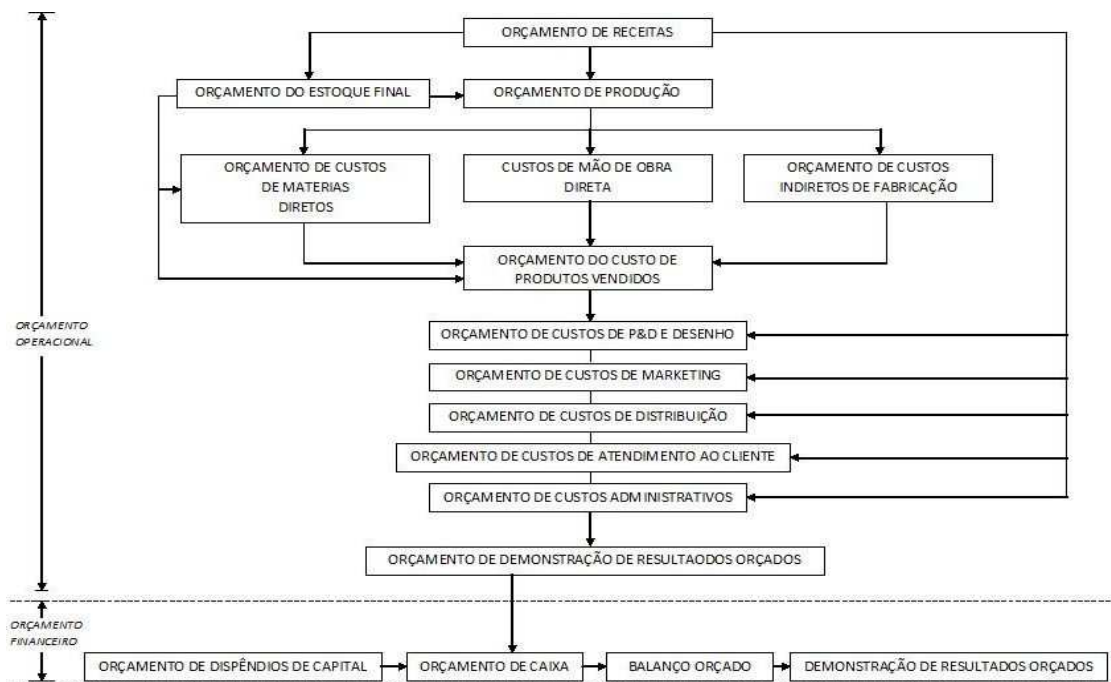 ORÇAMENTO DE RECEITAS
ORÇAMENTO DO ESTOQUE FINAL
ORÇAMENTO DE PRODUÇÃO
ORÇAMENTO DE CUSTOS
DE MATERIAS
DIRETOS
CUSTOS DE MÃO DE OBRA
DIRETA
ORÇAMENTO DE CUSTOS
INDIRETOS DE FABRICAÇÃO
ORÇAMENTO DO CUSTO DE
PRODUTOS VENDIDOS
ORÇAMENTO
OPERACIONAL
ORÇAMENTO DE CUSTOS DE P&D E DESENHO
ORÇAMENTO DE CUSTOS DE MARKETING
ORÇAMENTO DE CUSTOS DE DISTRIBUIÇÃO
ORÇAMENTO DE CUSTOS DE ATENDIMENTO AO CLIENTE
ORÇAMENTO DE CUSTOS ADMINISTRATIVOS
ORÇAMENTO DE DEMONSTRAÇÃO DE RESULTAODOS ORÇADOS
ORÇAMENTO
FINANCEIRO
ORÇAMENTO DE DISPÊNDIOS DE CAPITAL
ORÇAMENTO DE CAIXA
BALANÇO ORÇADO
DEMONSTRAÇÃO DE RESULTADOS ORÇADOS